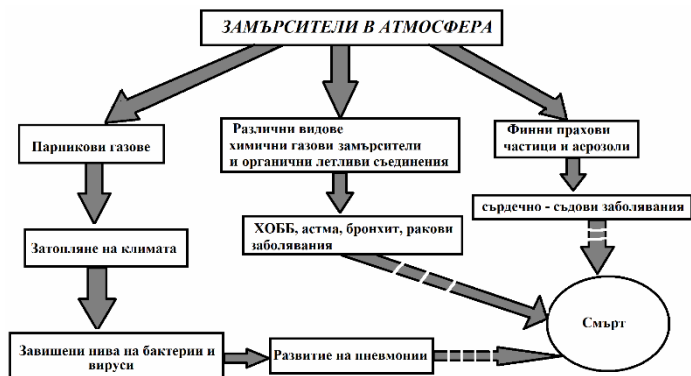 ЗАМЪРСИТЕЛИ В АТМОСФЕРА
Парникови газове
Различни видове
химични газови замърсители
и органични летливи съединения
Финни прахови
частици и аерозоли
сърдечно - съдови заболявания
ХОББ, астма, бронхит, ракови
заболявания
Затопляне на климата
Смърт
Завишени нива на бактерии и
вируси
Развитие на пневмонии